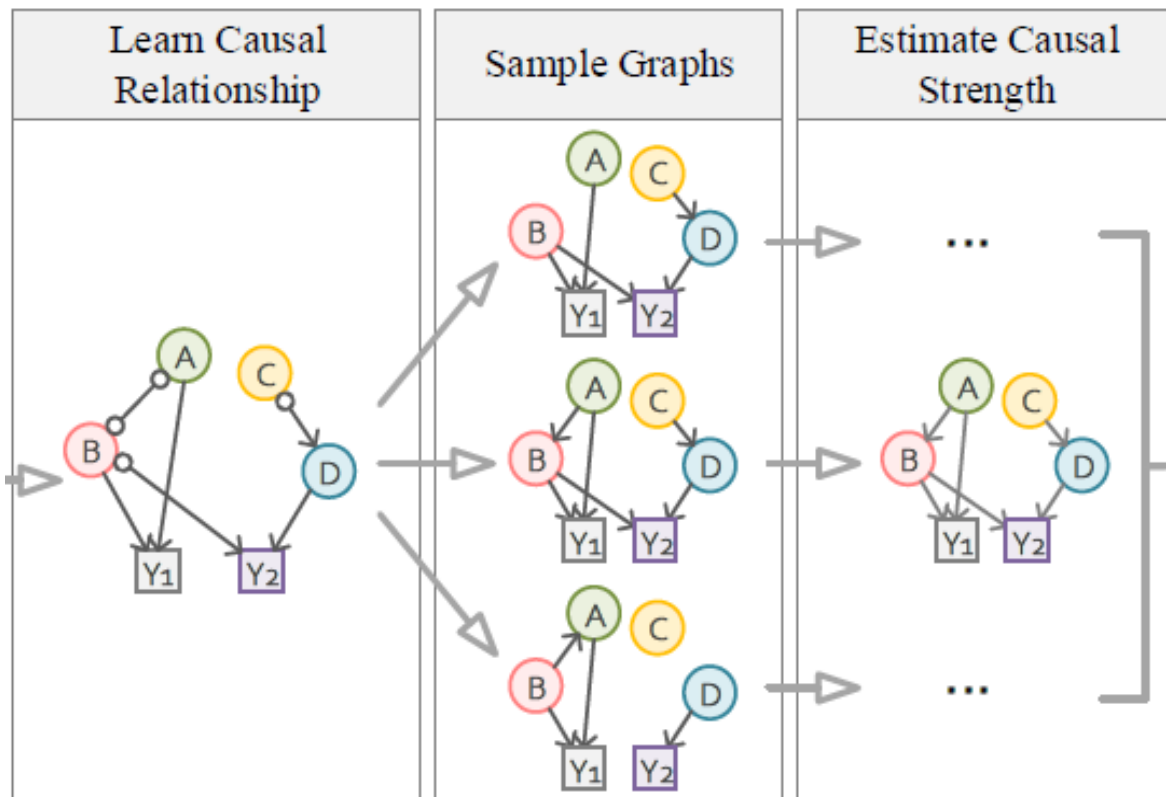 Learn Causal
Relationship
Sample Graphs
Estimate Causal
Strength
A
C
B
D
Y1
Y2
A
C
B
D
Y1
Y2
A
C
B
D
Y1
Y2
A
C
B
D
Y1
Y2
...
A
C
B
D
Y1
Y2
...